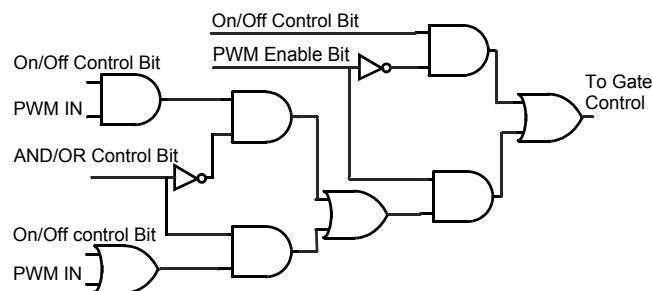 On/Off Control Bit
PWM Enable Bit
On/Off Control Bit
PWM IN
To Gate
Control
AND/OR Control Bit
On/Off control Bit
PWM IN